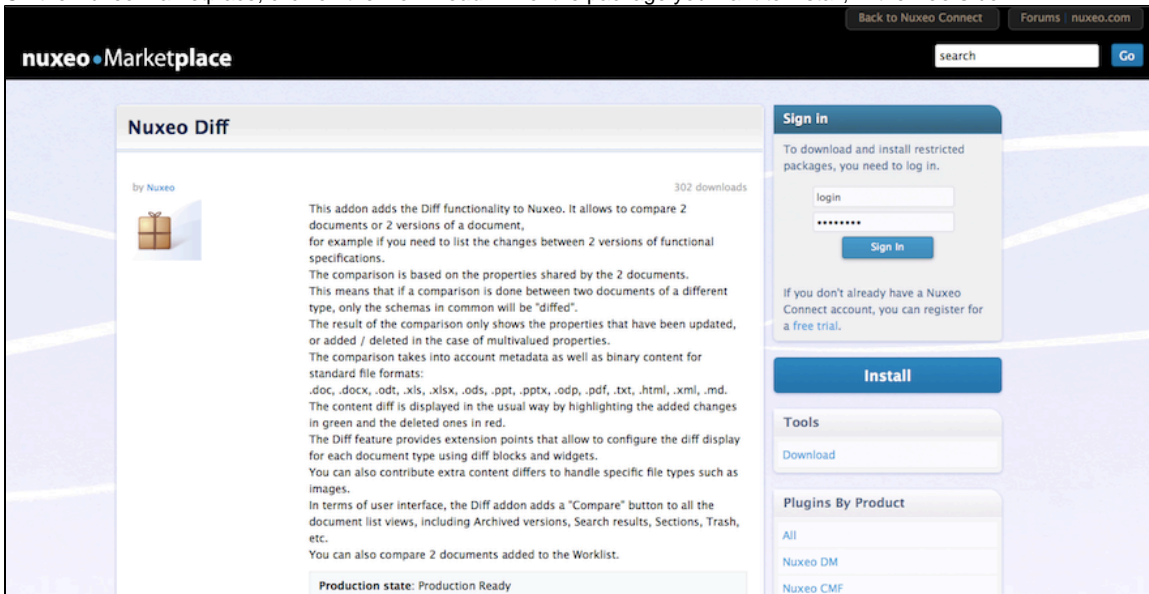 Back to Nuxeo Connect
Forums | nuxeo.com
nuxeo•Marketplace
search
Go
Nuxeo Diff
by Nuxeo
302 downloads
This addon adds the Diff functionality to Nuxeo. It allows to compare 2
documents or 2 versions of a document,
for example if you need to list the changes between 2 versions of functional
specifications.
The comparison is based on the properties shared by the 2 documents.
This means that if a comparison is done between two documents of a different
type, only the schemas in common will be "diffed".
The result of the comparison only shows the properties that have been updated,
or added / deleted in the case of multivalued properties.
The comparison takes into account metadata as well as binary content for
standard file formats:
.doc, .docx, .odt, .xls, .xlsx, .ods, .ppt, .pptx, .odp, .pdf, .txt, .html, .xml, .md.
The content diff is displayed in the usual way by highlighting the added changes
in green and the deleted ones in red.
The Diff feature provides extension points that allow to configure the diff display
for each document type using diff blocks and widgets.
You can also contribute extra content differs to handle specific file types such as
images.
In terms of user interface, the Diff addon adds a "Compare" button to all the
document list views, including Archived versions, Search results, Sections, Trash,
etc.
You can also compare 2 documents added to the Worklist.
Production state: Production Ready
Sign in
To download and install restricted
packages, you need to log in.
login
••••••••
Sign In
If you don't already have a Nuxeo
Connect account, you can register for
a free trial.
Install
Tools
Download
Plugins By Product
All
Nuxeo DM
Nuxeo CMF